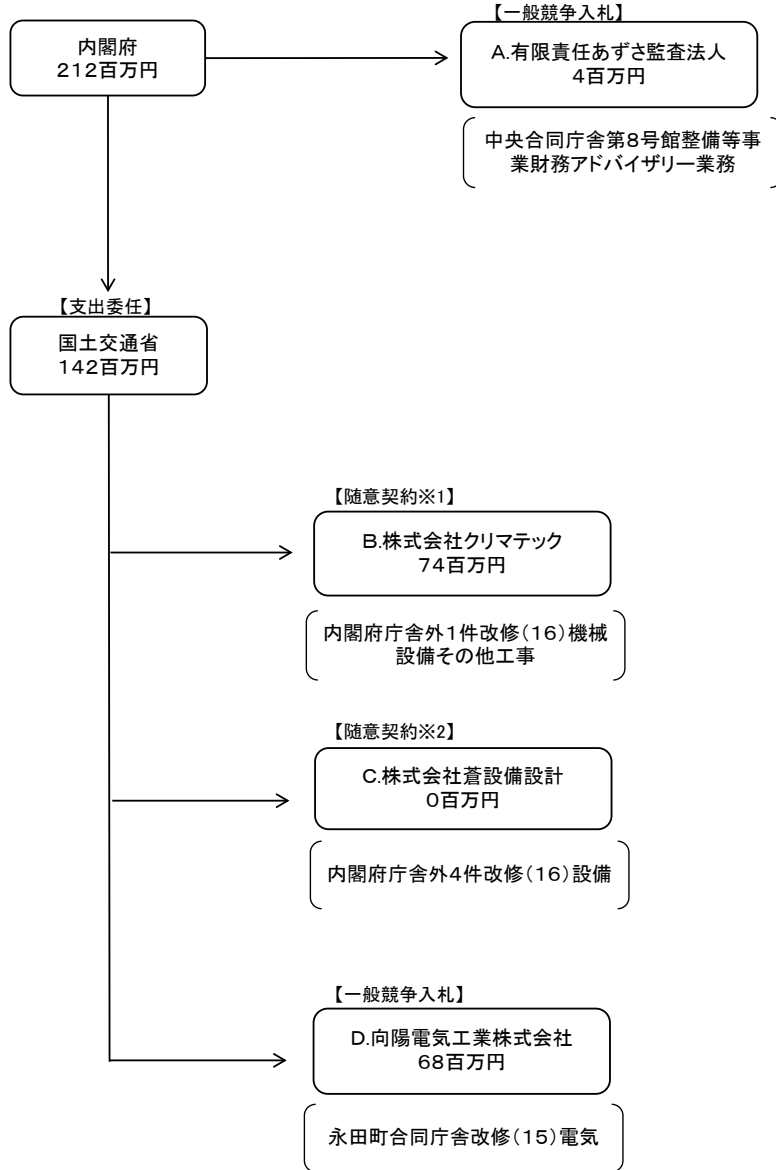 内閣府
212百万円
【一般競争入札】
A.有限責任あずさ監査法人
4百万円
中央合同庁舎第8号館整備等事
業財務アドバイザリー業務
【支出委任】
国土交通省
142百万円
【随意契約※1】
B.株式会社クリマテック
74百万円
内閣府庁舎外1件改修(16)機械
設備その他工事
【随意契約※2】
C.株式会社蒼設備設計
0百万円
内閣府庁舎外4件改修(16)設備
【一般競争入札】
D.向陽電気工業株式会社
68百万円
永田町合同庁舎改修(15)電気